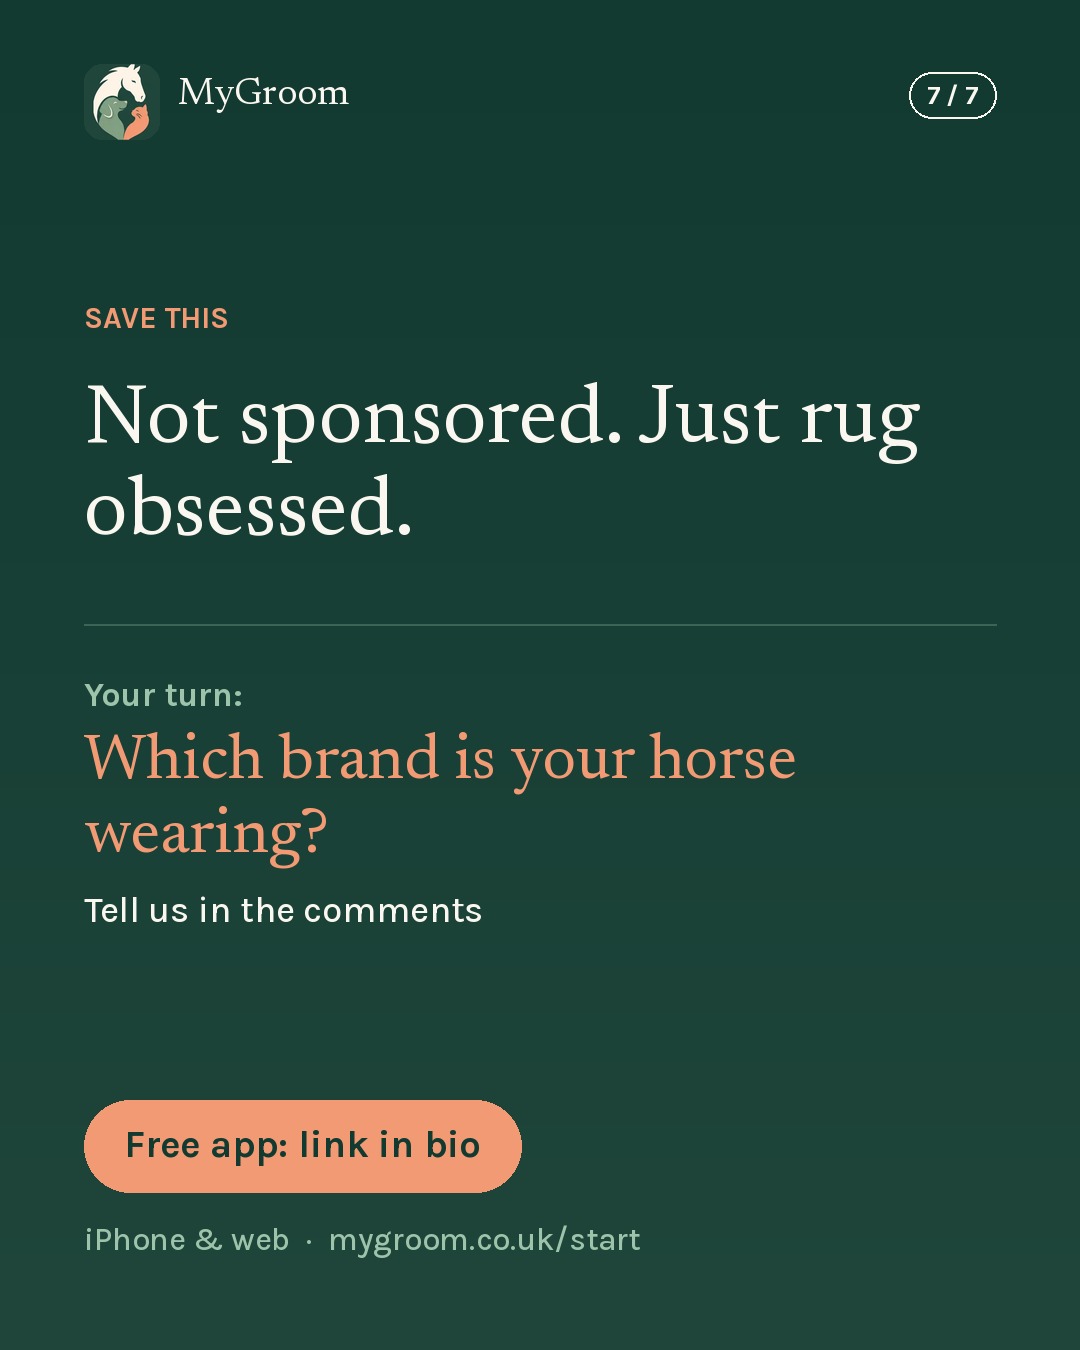 MyGroom
7 / 7
SAVE THIS
Not sponsored. Just rug
obsessed.
Your turn:
Which brand is your horse
wearing?
Tell us in the comments
Free app: link in bio
iPhone & web · mygroom.co.uk/start